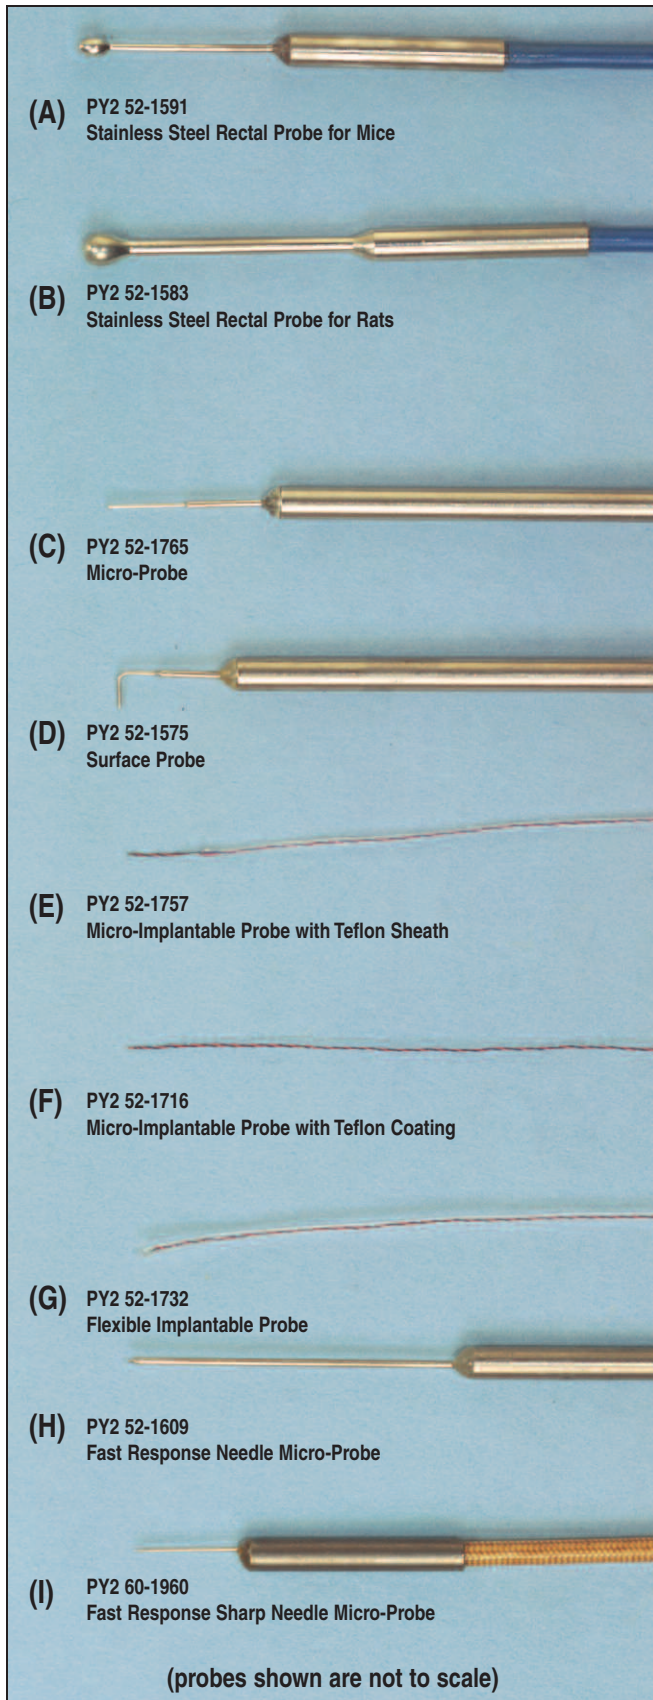 (A) PY2 52-1591
Stainless Steel Rectal Probe for Mice
(B) PY2 52-1583
Stainless Steel Rectal Probe for Rats
(C) PY2 52-1765
Micro-Probe
(D) PY2 52-1575
Surface Probe
(E) PY2 52-1757
Micro-Implantable Probe with Teflon Sheath
(F) PY2 52-1716
Micro-Implantable Probe with Teflon Coating
(G) PY2 52-1732
Flexible Implantable Probe
(H) PY2 52-1609
Fast Response Needle Micro-Probe
(I) PY2 60-1960
Fast Response Sharp Needle Micro-Probe
(probes shown are not to scale)